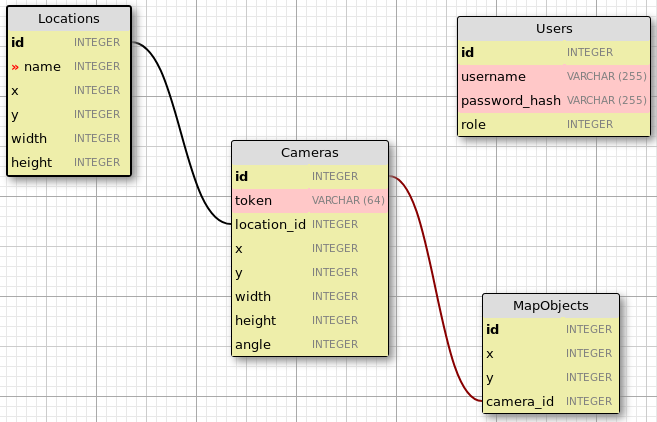 Locations
id INTEGER
» name INTEGER
x INTEGER
y INTEGER
width INTEGER
height INTEGER
Users
id INTEGER
username VARCHAR (255)
password_hash VARCHAR (255)
role INTEGER
Cameras
id INTEGER
token VARCHAR (64)
location_id INTEGER
x INTEGER
y INTEGER
width INTEGER
height INTEGER
angle INTEGER
MapObjects
id INTEGER
x INTEGER
y INTEGER
camera_id INTEGER